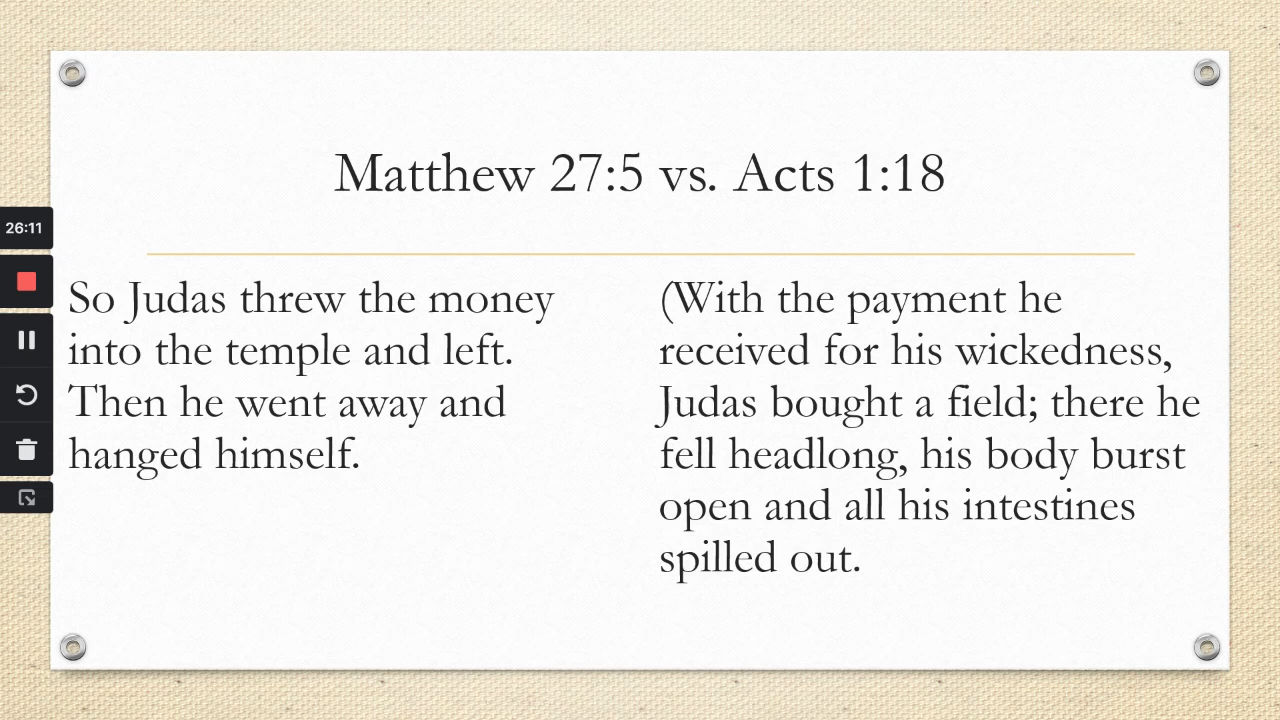 Matthew 27:5 vs. Acts 1:18
26:11
So Judas threw the money
into the temple and left.
Then he went away and
hanged himself.
(With the payment he
received for his wickedness,
Judas bought a field; there he
fell headlong, his body burst
open and all his intestines
spilled out.